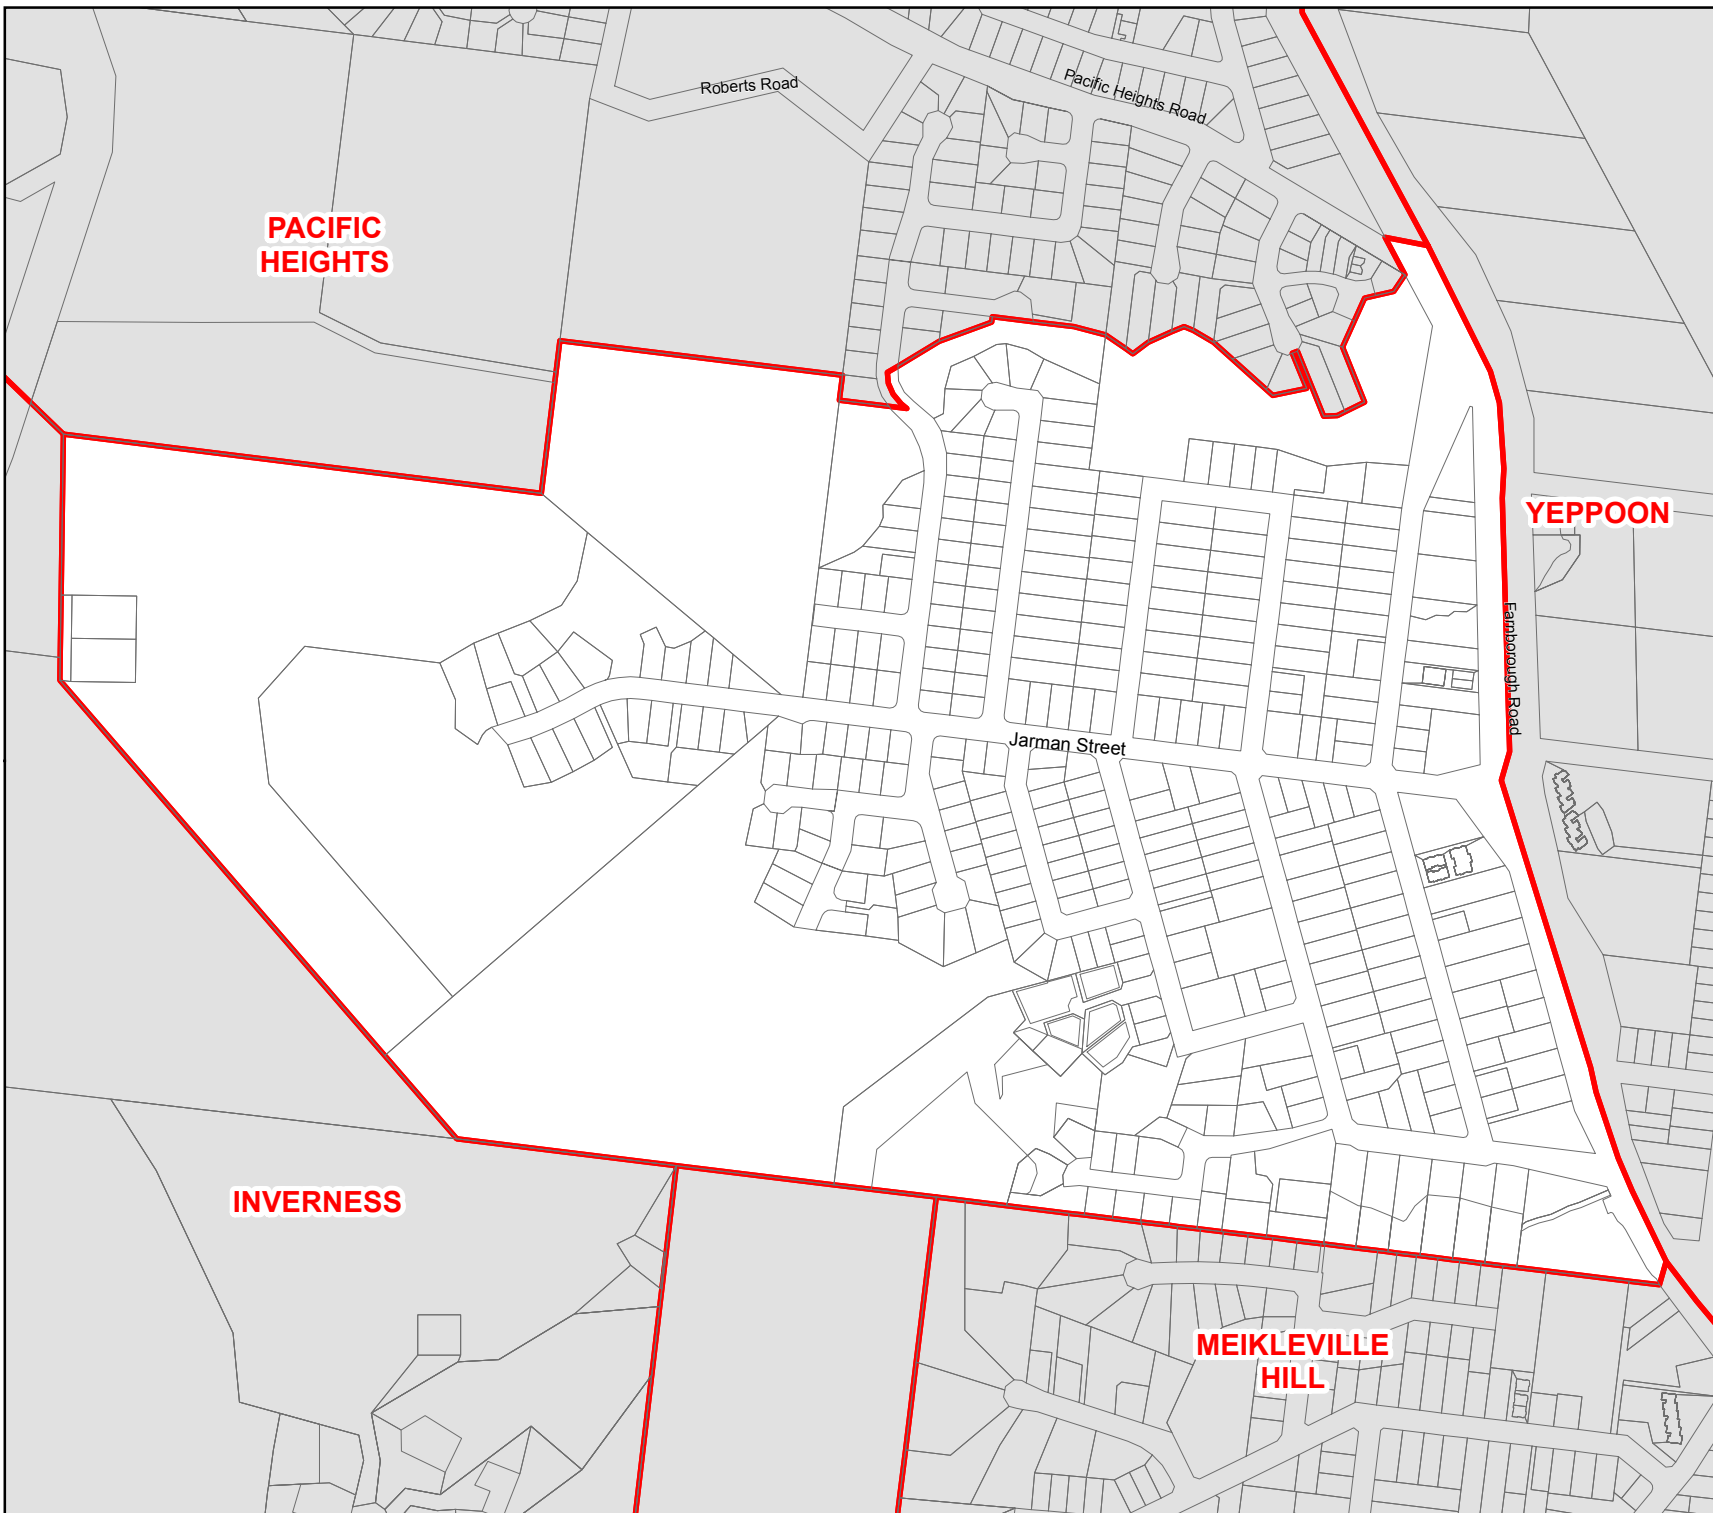 Roberts Road
Pacific Heights Road
PACIFIC
HEIGHTS
YEPPOON
Farnborough Road
Jarman Street
INVERNESS
MEIKLEVILLE
HILL